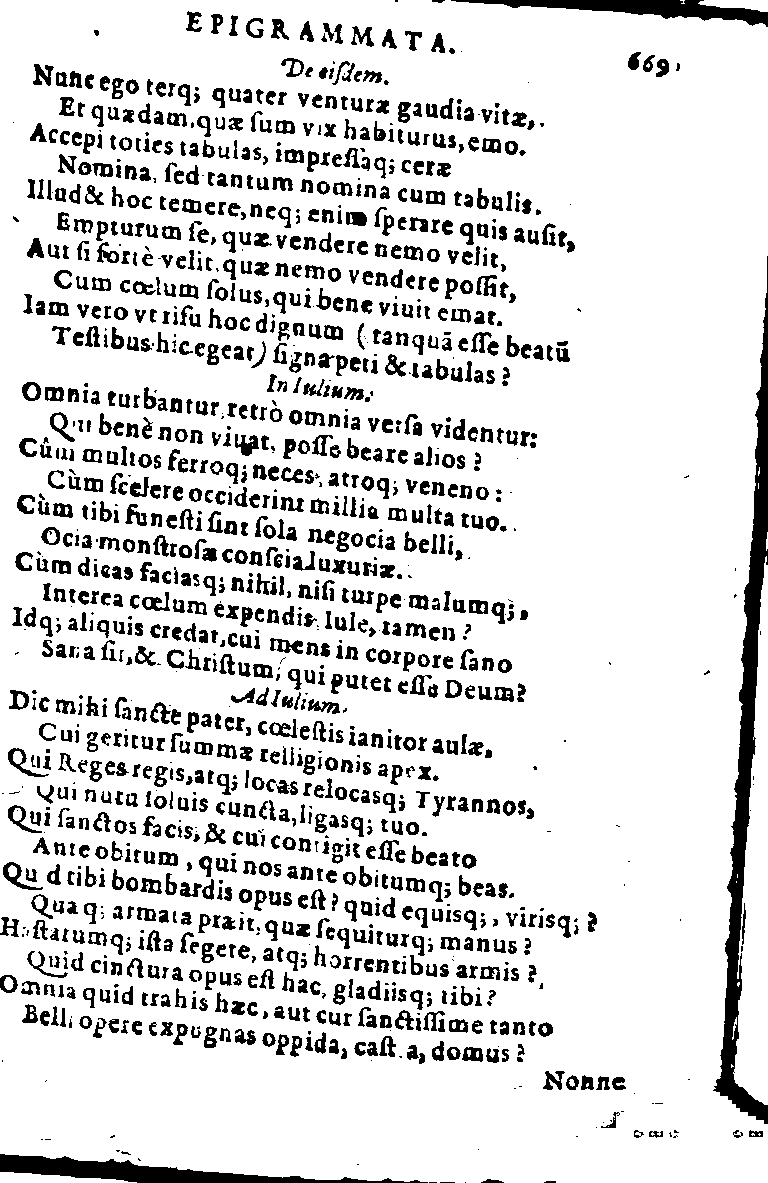 EPIGRAMMATA. 669
De eiſdem.
Nunc ego terq; quater venturæ gaudia vitæ,
Et quædam, quæ ſum vix habiturus, emo.
Accepi toties tabulas, impreſſaq; ceræ
Nomina, ſed tantum nomina cum tabulis.
Illud & hoc temere, neq; enim ſperare quis auſit,
Empturum ſe, quæ vendere nemo velit,
Aut ſi fortè velit, quæ nemo vendere poſſit,
Cum cœlum ſolus, qui bene viuit emat.
Iam vero vt riſu hoc dignum (tanquã eſſe beatũ
Teſtibus hic egeat) ſigna peti & tabulas?
In Iulium.
Omnia turbantur, retrò omnia verſa videntur:
Qui benè non viuat, poſſe beare alios?
Cùm multos ferroq; neces, atroq; veneno:
Cùm ſcelere occiderint millia multa tuo.
Cùm tibi funeſti ſint ſola negocia belli,
Ocia monſtroſæ conſcia luxuriæ.
Cùm dicas faciasq; nihil, niſi turpe malumq;,
Interea cœlum expendis Iule, tamen?
Idq; aliquis credat, cui mens in corpore ſano
Sana ſit, & Chriſtum, qui putet eſſe Deum?
Ad Iulium.
Dic mihi ſancte pater, cœleſtis ianitor aulæ,
Cui geritur ſummæ relligionis apex.
Qui Reges regis, atq; locas relocasq; Tyrannos,
Qui nutu ſoluis cuncta, ligasq; tuo.
Qui ſanctos facis, & cui contigit eſſe beato
Ante obitum, qui nos ante obitumq; beas.
Quid tibi bombardis opus eſt? quid equisq;, virisq;?
Quaq; armata præit, quæ ſequiturq; manus?
Haſtatumq; iſta ſegete, atq; horrentibus armis?
Quid cinctura opus eſt hac, gladiisq; tibi?
Omnia quid trahis hæc, aut cur ſanctiſſime tanto
Belli opere expugnas oppida, caſtra, domus?
Nonne